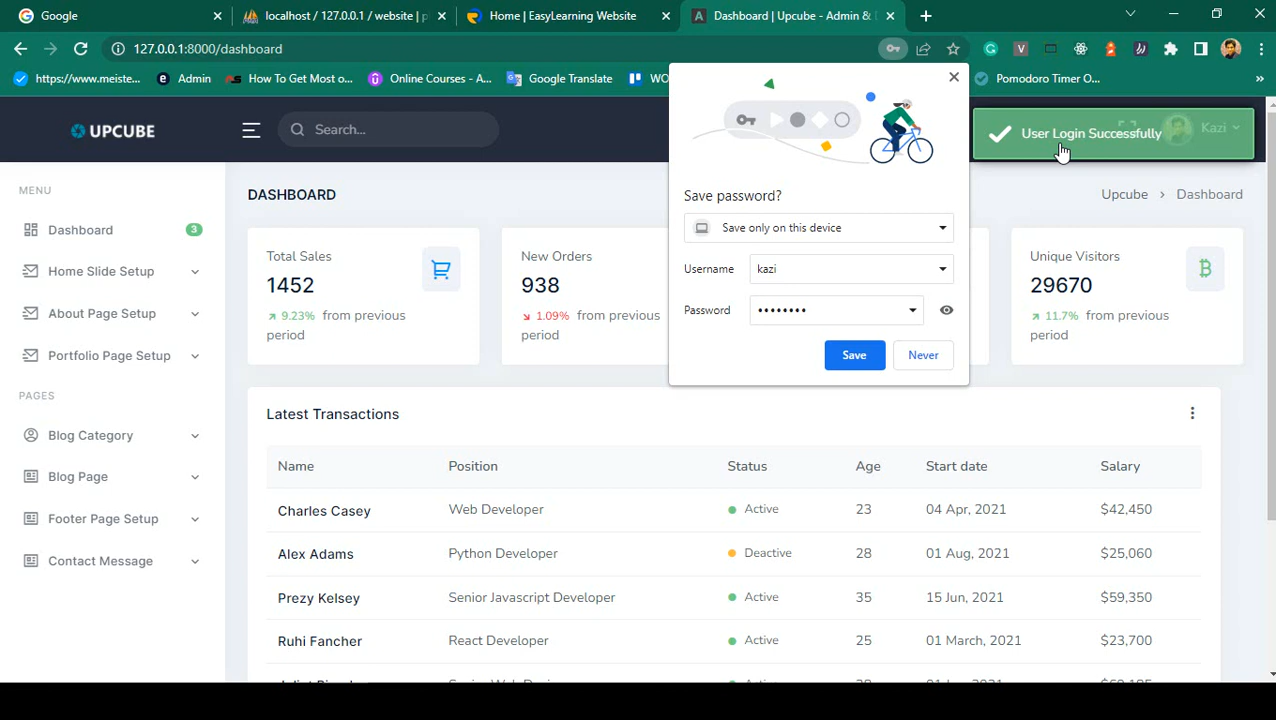 Google
localhost / 127.0.0.1 / website | p
Home | EasyLearning Website
Dashboard | Upcube - Admin &
127.0.0.1:8000/dashboard
https://www.meiste...
Admin
How To Get Most o...
Online Courses - A...
Google Translate
WO
Pomodoro Timer O...
UPCUBE
Search...
User Login Successfully
Kazi
MENU
Dashboard
3
Home Slide Setup
About Page Setup
Portfolio Page Setup
PAGES
Blog Category
Blog Page
Footer Page Setup
Contact Message
DASHBOARD
Upcube > Dashboard
Total Sales
1452
9.23% from previous
period
New Orders
938
1.09% from previous
period
Unique Visitors
29670
11.7% from previous
period
Save password?
Save only on this device
Username kazi
Password ••••••••
Save Never
Latest Transactions
Name Position Status Age Start date Salary
Charles Casey Web Developer Active 23 04 Apr, 2021 $42,450
Alex Adams Python Developer Deactive 28 01 Aug, 2021 $25,060
Prezy Kelsey Senior Javascript Developer Active 35 15 Jun, 2021 $59,350
Ruhi Fancher React Developer Active 25 01 March, 2021 $23,700